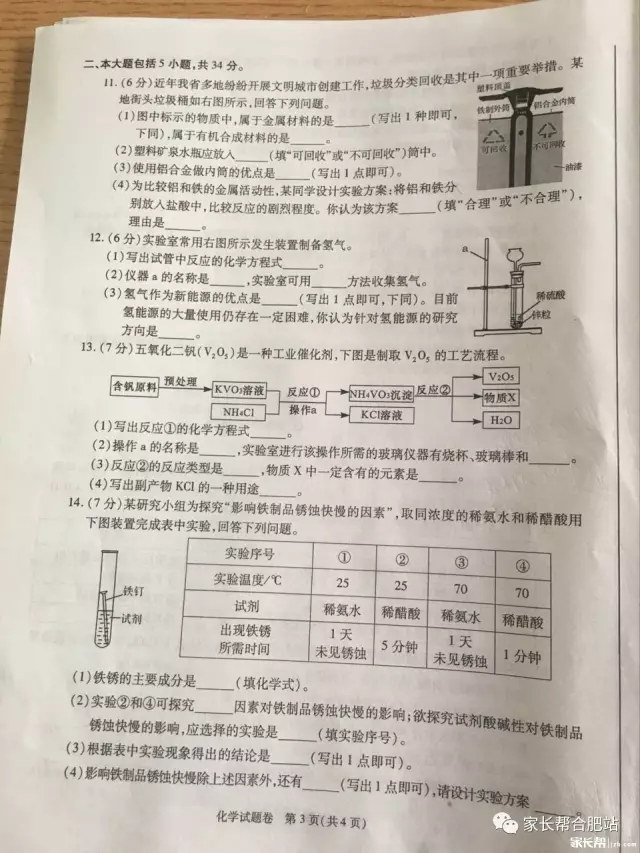 二、本大题包括5小题,共34分。
11.(6分)近年我省多地纷纷开展文明城市创建工作,垃圾分类回收是其中一项重要举措。某
地街头垃圾桶如右图所示,回答下列问题。
(1)图中标示的物质中,属于金属材料的是______(写出1种即可,
下同),属于有机合成材料的是______。
(2)塑料矿泉水瓶应放入______(填“可回收”或“不可回收”)筒中。
(3)使用铝合金做内筒的优点是______(写出1点即可)。
(4)为比较铝和铁的金属活动性,某同学设计实验方案:将铝和铁分
别放入盐酸中,比较反应的剧烈程度。你认为该方案______(填“合理”或“不合理”),
理由是______。
塑料顶盖
铁制外筒
铝合金内筒
可回收
不可回收
油漆
12.(6分)实验室常用右图所示发生装置制备氢气。
(1)写出试管中反应的化学方程式______。
(2)仪器a的名称是______,实验室可用______方法收集氢气。
(3)氢气作为新能源的优点是______(写出1点即可,下同)。目前
氢能源的大量使用仍存在一定困难,你认为针对氢能源的研究
方向是______。
a
稀硫酸
锌粒
13.(7分)五氧化二钒(V₂O₅)是一种工业催化剂,下图是制取V₂O₅的工艺流程。
含钒原料
预处理
KVO₃溶液
NH₄Cl
反应①
操作a
NH₄VO₃沉淀
KCl溶液
反应②
V₂O₅
物质X
H₂O
(1)写出反应①的化学方程式______。
(2)操作a的名称是______,实验室进行该操作所需的玻璃仪器有烧杯、玻璃棒和______。
(3)反应②的反应类型是______,物质X中一定含有的元素是______。
(4)写出副产物KCl的一种用途______。
14.(7分)某研究小组为探究“影响铁制品锈蚀快慢的因素”,取同浓度的稀氨水和稀醋酸用
下图装置完成表中实验,回答下列问题。
铁钉
试剂
实验序号 ① ② ③ ④
实验温度/℃ 25 25 70 70
试剂 稀氨水 稀醋酸 稀氨水 稀醋酸
出现铁锈
所需时间
1天
未见锈蚀
5分钟
1天
未见锈蚀
1分钟
(1)铁锈的主要成分是______(填化学式)。
(2)实验②和④可探究______因素对铁制品锈蚀快慢的影响;欲探究试剂酸碱性对铁制品
锈蚀快慢的影响,应选择的实验是______(填实验序号)。
(3)根据表中实验现象得出的结论是______(写出1点即可)。
(4)影响铁制品锈蚀快慢除上述因素外,还有______(写出1点即可),请设计实验方案______。
化学试题卷 第3页(共4页)
家长帮合肥站
家长帮 jzb.com